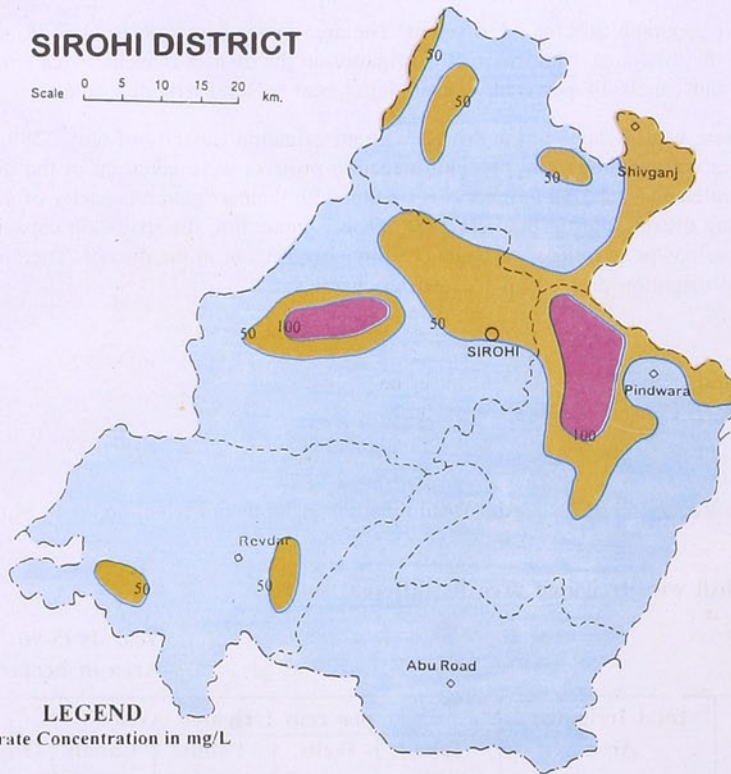 SIROHI DISTRICT
Scale 0 5 10 15 20 km.
50
50
50
Shivganj
50
100
50
SIROHI
Pindwara
100
Revdar
50
50
Abu Road
LEGEND
rate Concentration in mg/L